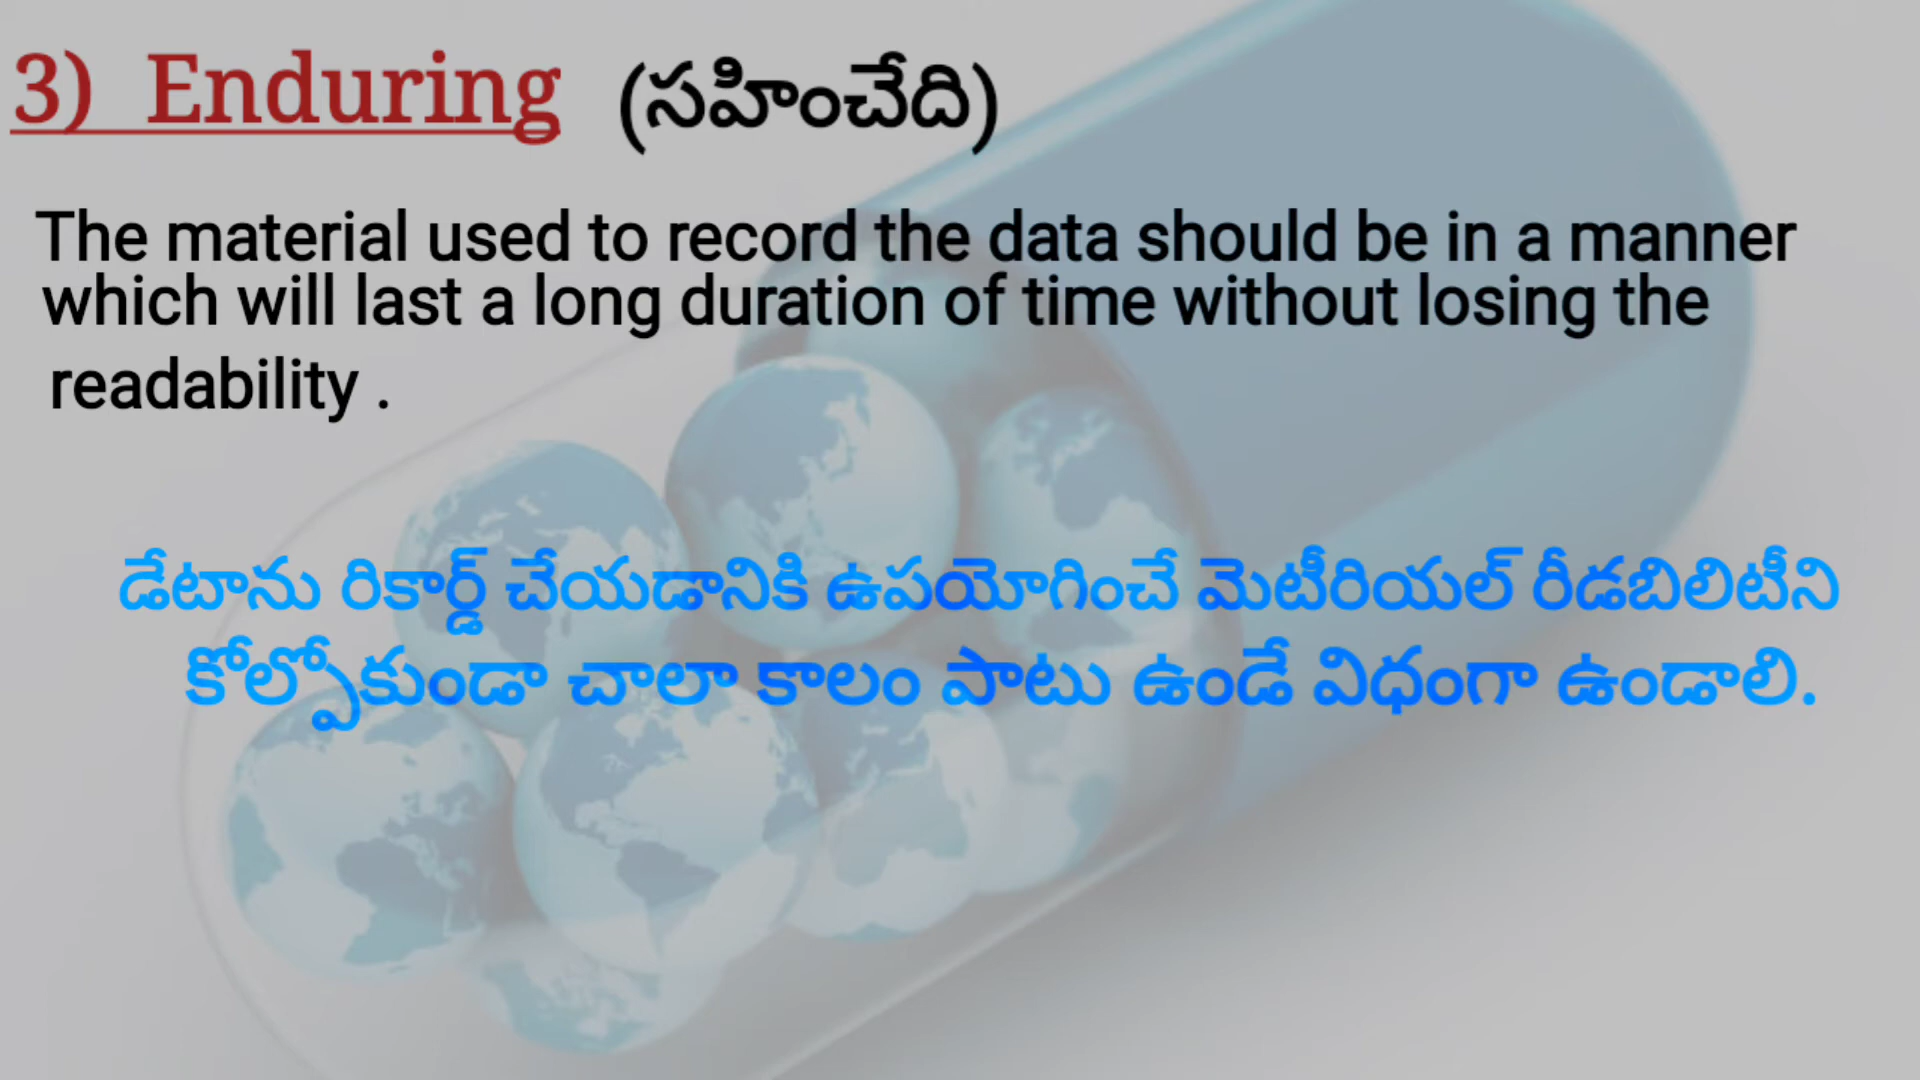 3) Enduring (సహించేది)
The material used to record the data should be in a manner
which will last a long duration of time without losing the
readability .
డేటాను రికార్డ్ చేయడానికి ఉపయోగించే మెటీరియల్ రీడబిలిటీని
కోల్పోకుండా చాలా కాలం పాటు ఉండే విధంగా ఉండాలి.